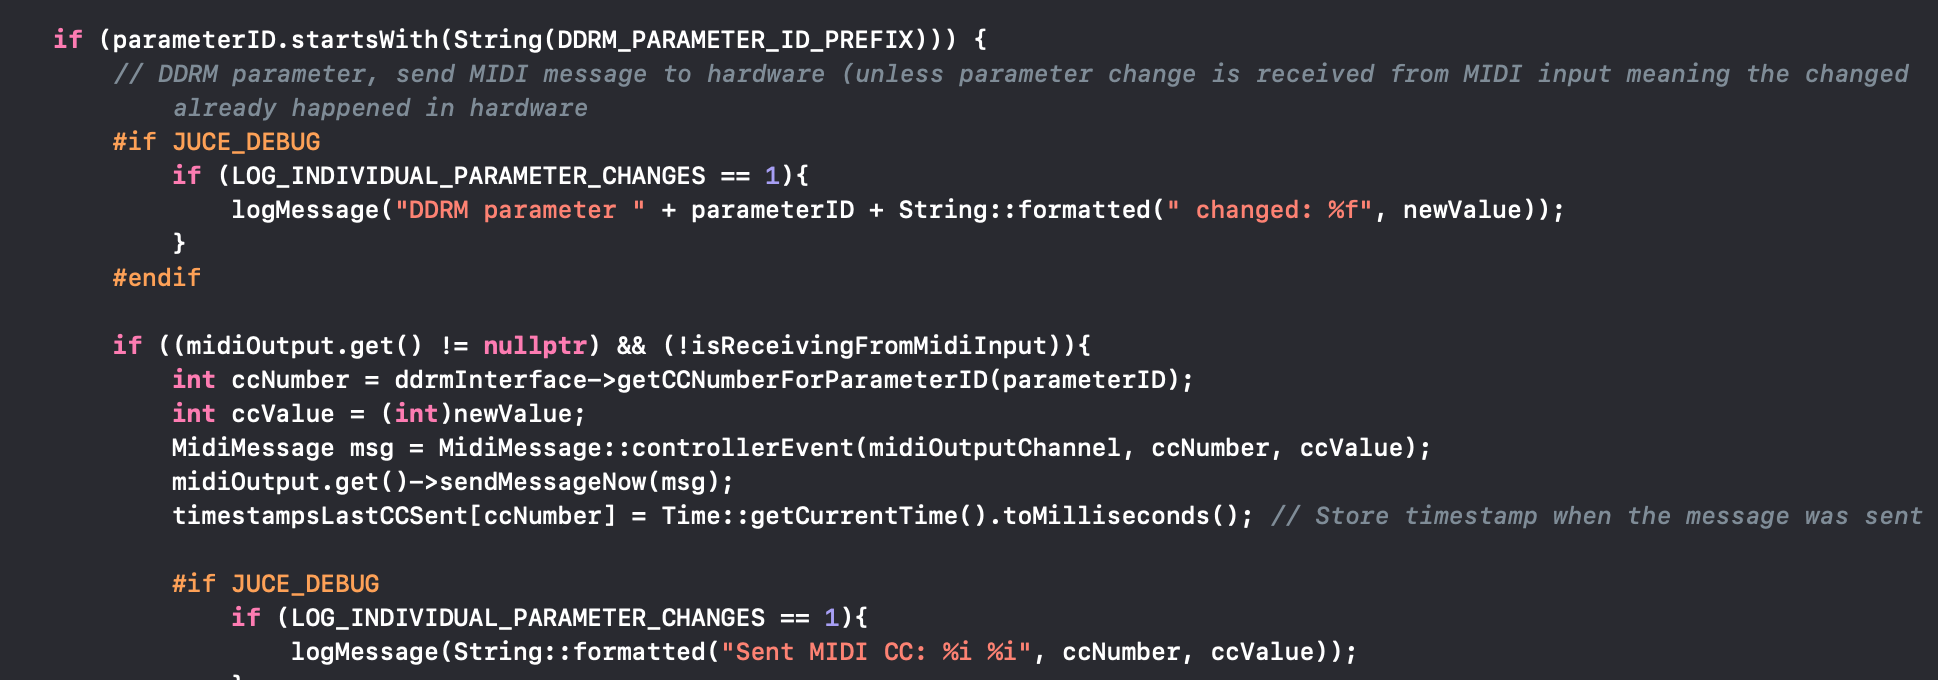 if (parameterID.startsWith(String(DDRM_PARAMETER_ID_PREFIX))) {
// DDRM parameter, send MIDI message to hardware (unless parameter change is received from MIDI input meaning the changed
already happened in hardware
#if JUCE_DEBUG
if (LOG_INDIVIDUAL_PARAMETER_CHANGES == 1){
logMessage("DDRM parameter " + parameterID + String::formatted(" changed: %f", newValue));
}
#endif
if ((midiOutput.get() != nullptr) && (!isReceivingFromMidiInput)){
int ccNumber = ddrmInterface->getCCNumberForParameterID(parameterID);
int ccValue = (int)newValue;
MidiMessage msg = MidiMessage::controllerEvent(midiOutputChannel, ccNumber, ccValue);
midiOutput.get()->sendMessageNow(msg);
timestampsLastCCSent[ccNumber] = Time::getCurrentTime().toMilliseconds(); // Store timestamp when the message was sent
#if JUCE_DEBUG
if (LOG_INDIVIDUAL_PARAMETER_CHANGES == 1){
logMessage(String::formatted("Sent MIDI CC: %i %i", ccNumber, ccValue));